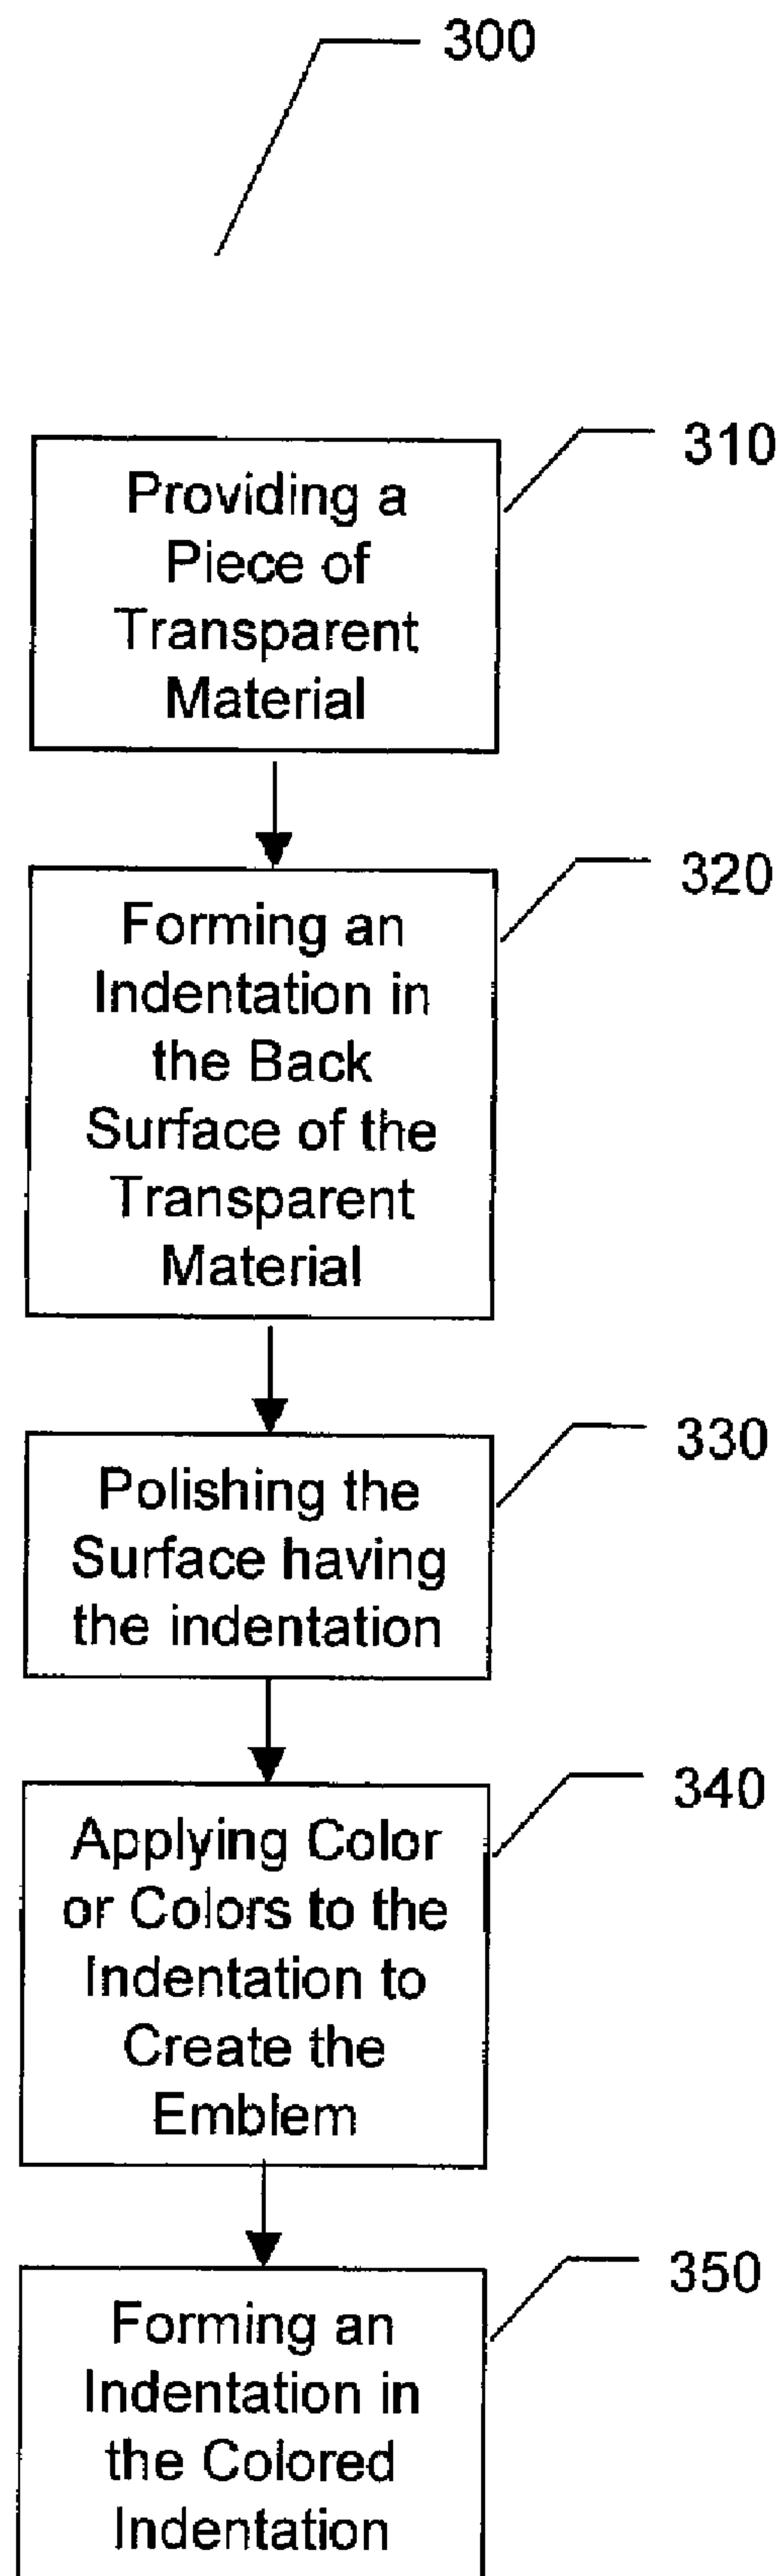 300
310
Providing a
Piece of
Transparent
Material
320
Forming an
Indentation in
the Back
Surface of the
Transparent
Material
330
Polishing the
Surface having
the indentation
340
Applying Color
or Colors to the
Indentation to
Create the
Emblem
350
Forming an
Indentation in
the Colored
Indentation